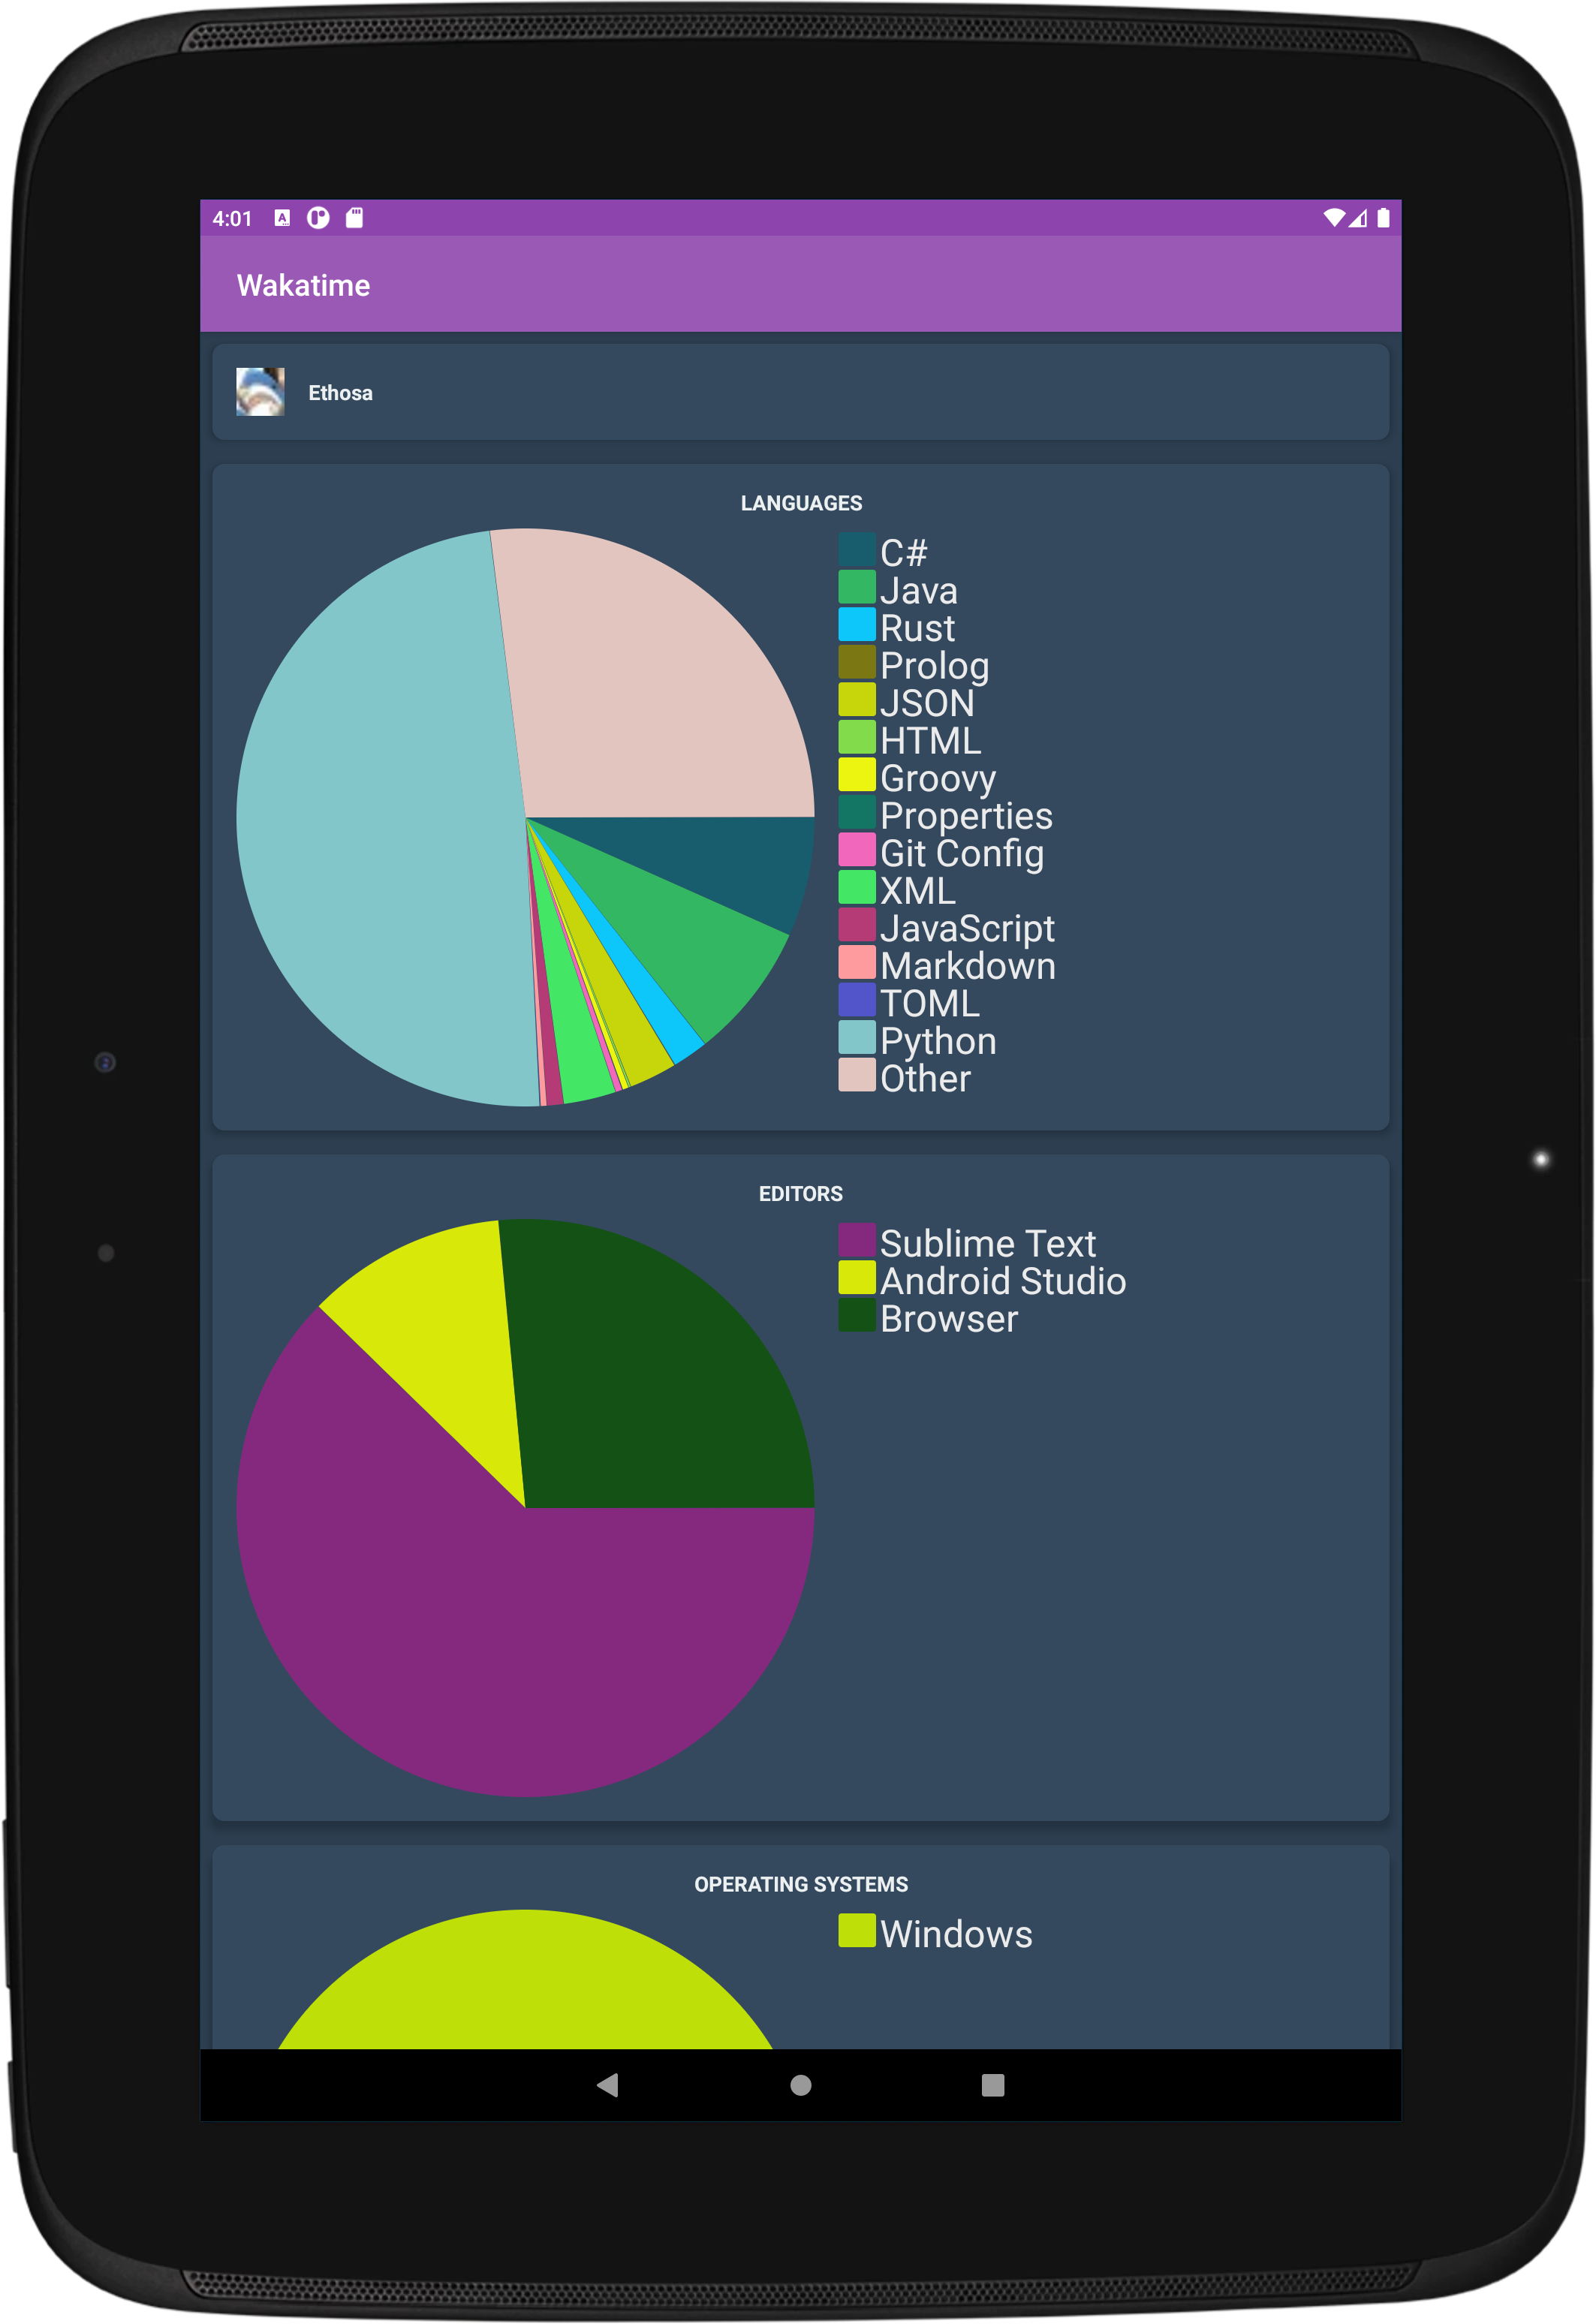 4:01
Wakatime
Ethosa
LANGUAGES
C#
Java
Rust
Prolog
JSON
HTML
Groovy
Properties
Git Config
XML
JavaScript
Markdown
TOML
Python
Other
EDITORS
Sublime Text
Android Studio
Browser
OPERATING SYSTEMS
Windows